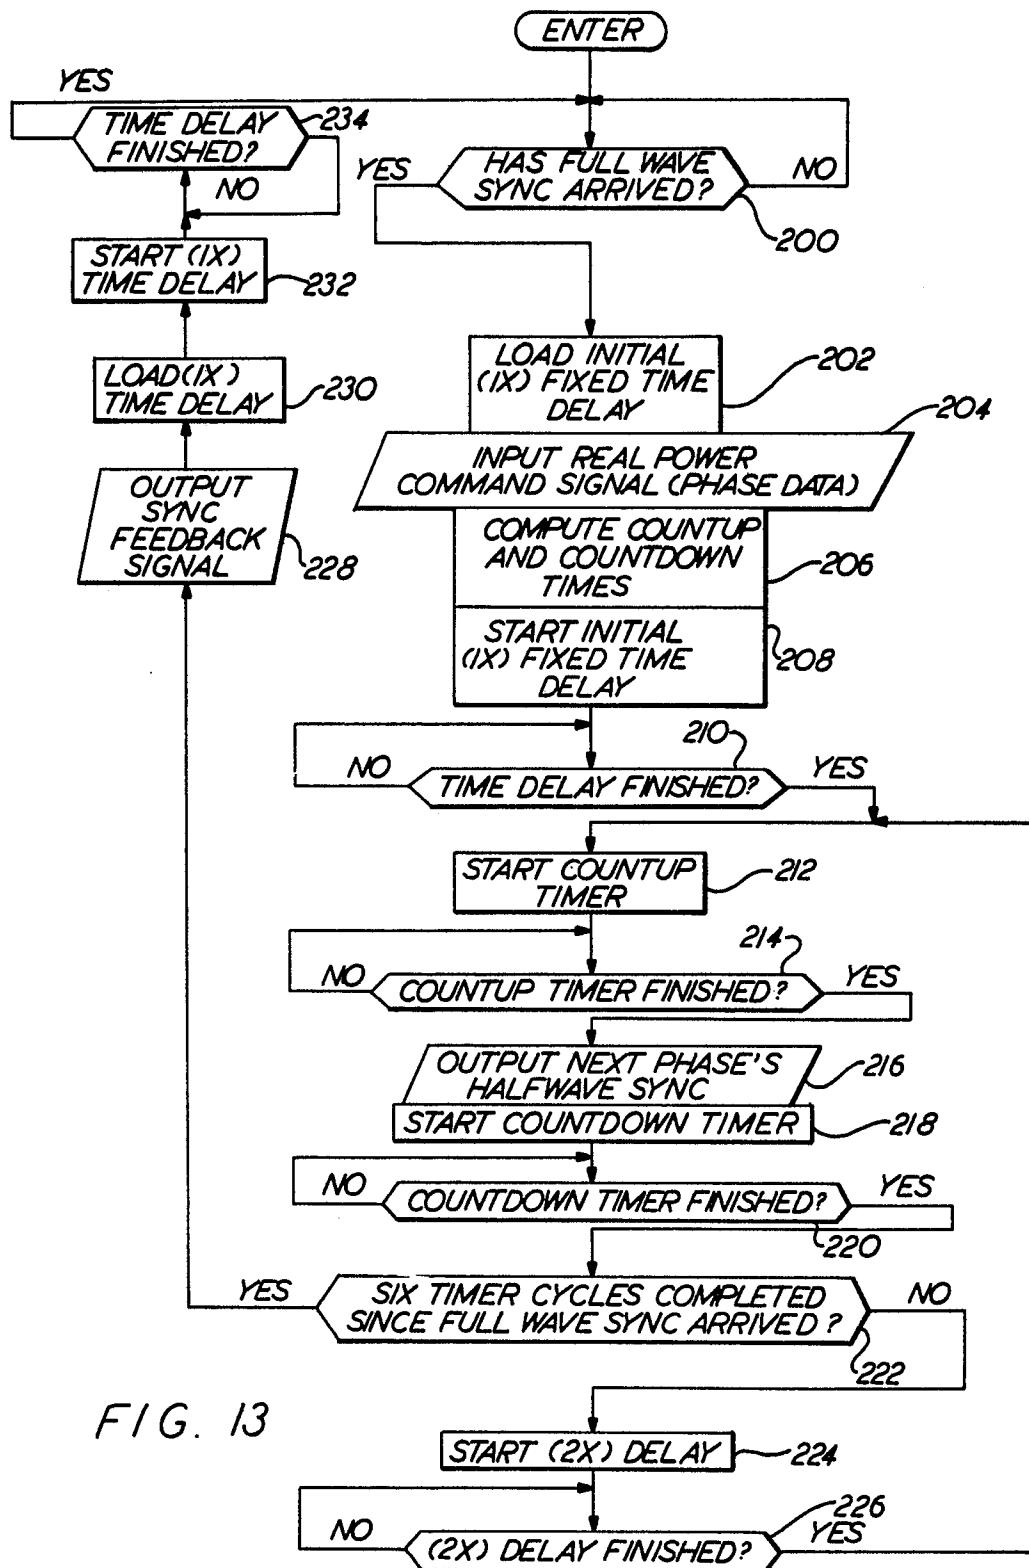 ENTER
YES
TIME DELAY
FINISHED?
234
NO
YES
HAS FULL WAVE
SYNC ARRIVED?
NO
200
START (1X)
TIME DELAY
232
LOAD (1X)
TIME DELAY
230
LOAD INITIAL
(1X) FIXED TIME
DELAY
202
204
INPUT REAL POWER
COMMAND SIGNAL (PHASE DATA)
OUTPUT
SYNC
FEEDBACK
SIGNAL
228
COMPUTE COUNTUP
AND COUNTDOWN
TIMES
206
START INITIAL
(1X) FIXED TIME
DELAY
208
210
NO
TIME DELAY FINISHED?
YES
START COUNTUP
TIMER
212
214
NO
COUNTUP TIMER FINISHED?
YES
OUTPUT NEXT PHASE'S
HALFWAVE SYNC
216
START COUNTDOWN TIMER
218
NO
COUNTDOWN TIMER FINISHED?
YES
220
YES
SIX TIMER CYCLES COMPLETED
SINCE FULL WAVE SYNC ARRIVED?
NO
222
FIG. 13
START (2X) DELAY
224
226
NO
(2X) DELAY FINISHED?
YES